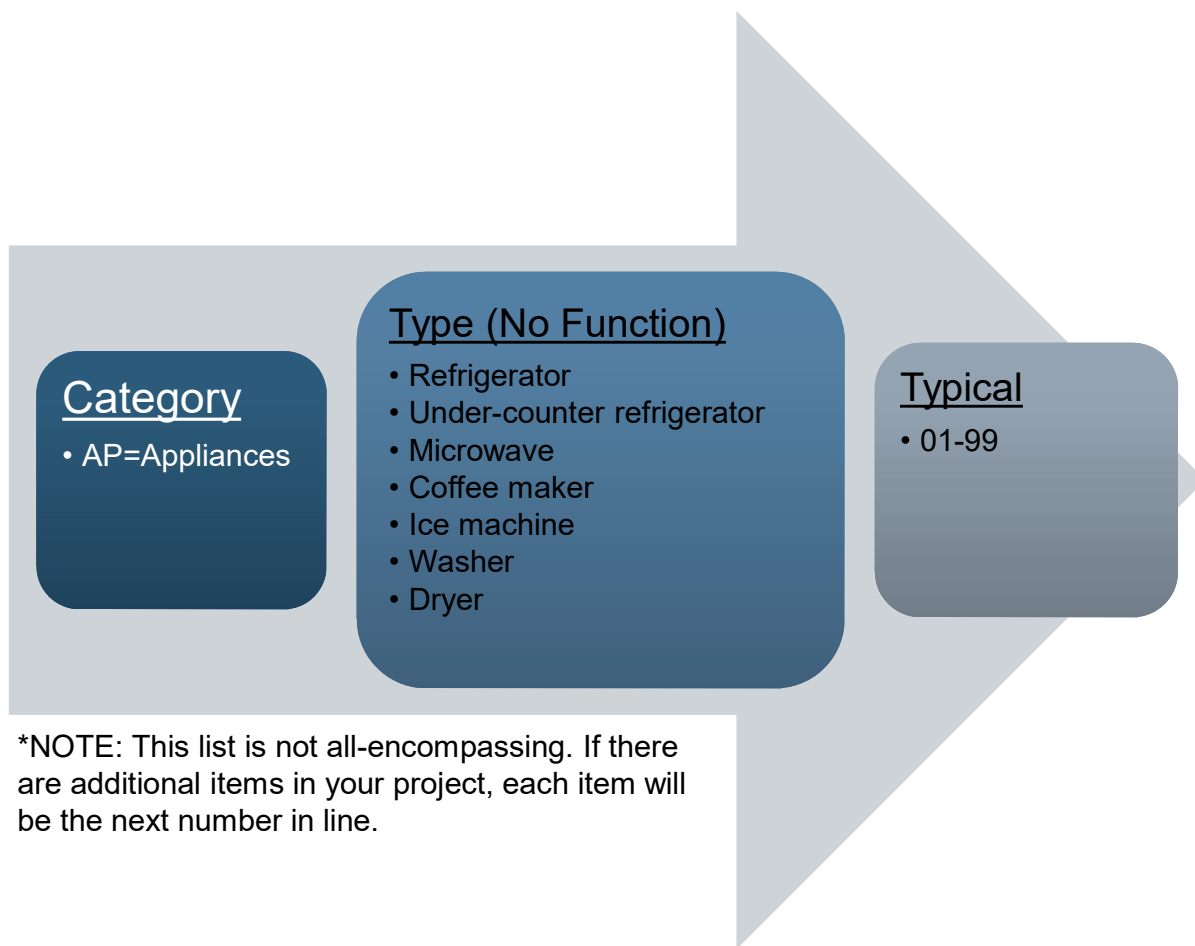 Category
• AP=Appliances
Type (No Function)
• Refrigerator
• Under-counter refrigerator
• Microwave
• Coffee maker
• Ice machine
• Washer
• Dryer
Typical
• 01-99
*NOTE: This list is not all-encompassing. If there
are additional items in your project, each item will
be the next number in line.